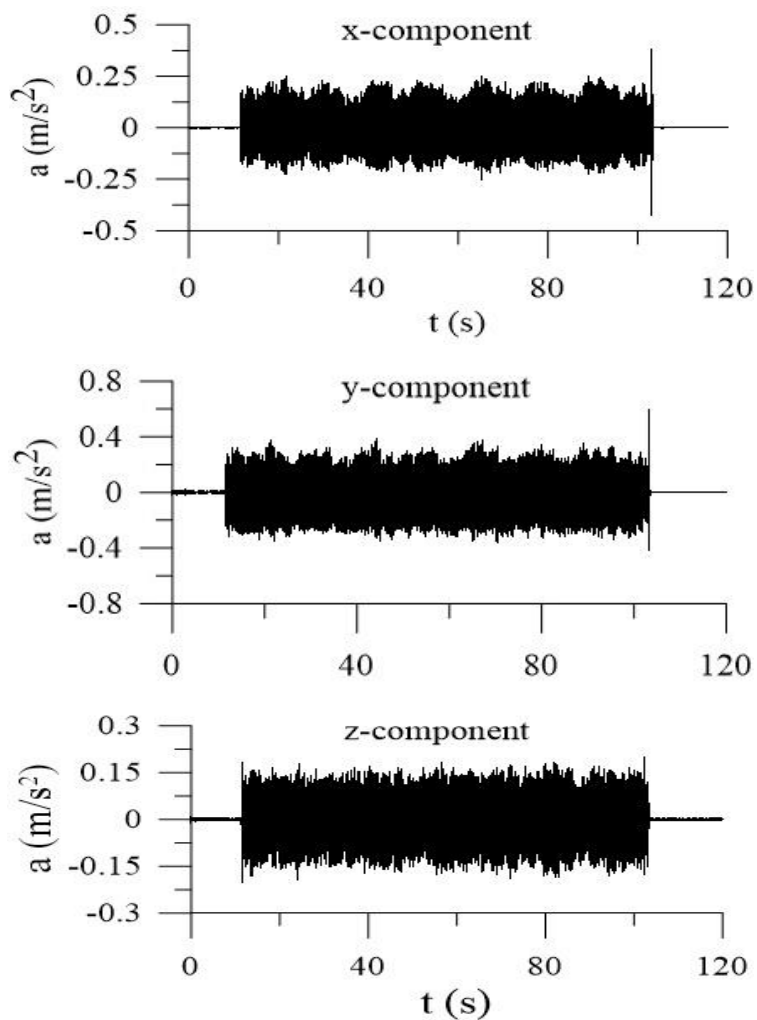 x-component
0.5
0.25
0
-0.25
-0.5
a (m/s²)
0 40 80 120
t (s)
y-component
0.8
0.4
0
-0.4
-0.8
a (m/s²)
0 40 80 120
z-component
0.3
0.15
0
-0.15
-0.3
a (m/s²)
0 40 80 120
t (s)